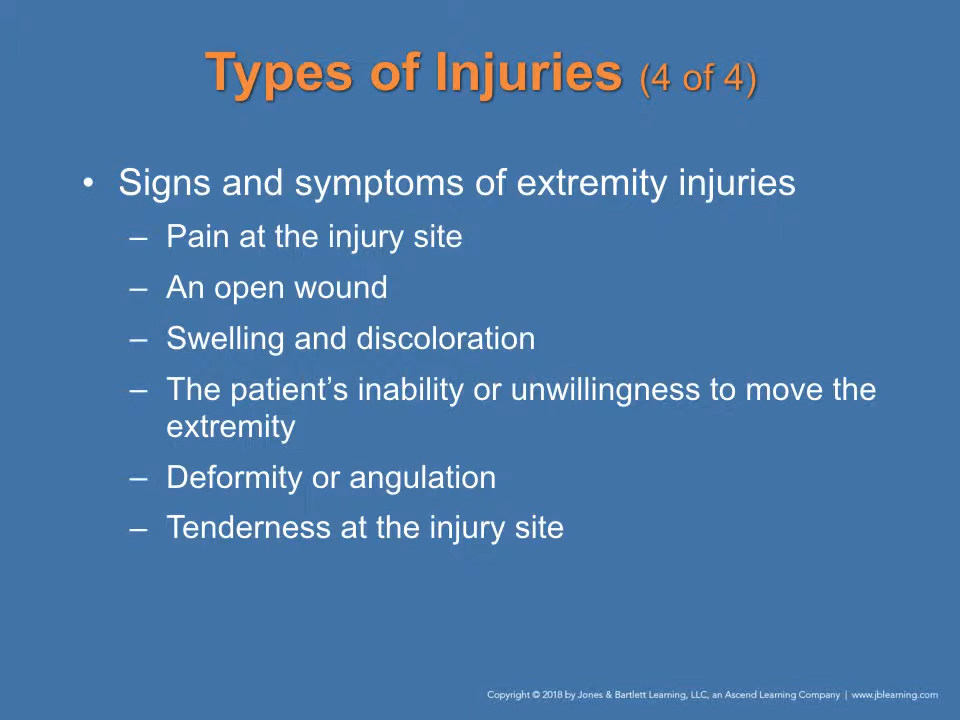 Types of Injuries (4 of 4)
• Signs and symptoms of extremity injuries
– Pain at the injury site
– An open wound
– Swelling and discoloration
– The patient’s inability or unwillingness to move the
extremity
– Deformity or angulation
– Tenderness at the injury site
Copyright © 2018 by Jones & Bartlett Learning, LLC, an Ascend Learning Company | www.jblearning.com